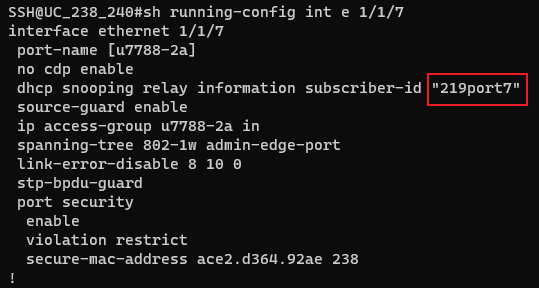 SSH@UC_238_240#sh running-config int e 1/1/7
interface ethernet 1/1/7
 port-name [u7788-2a]
 no cdp enable
 dhcp snooping relay information subscriber-id "219port7"
 source-guard enable
 ip access-group u7788-2a in
 spanning-tree 802-1w admin-edge-port
 link-error-disable 8 10 0
 stp-bpdu-guard
 port security
  enable
  violation restrict
  secure-mac-address ace2.d364.92ae 238
!